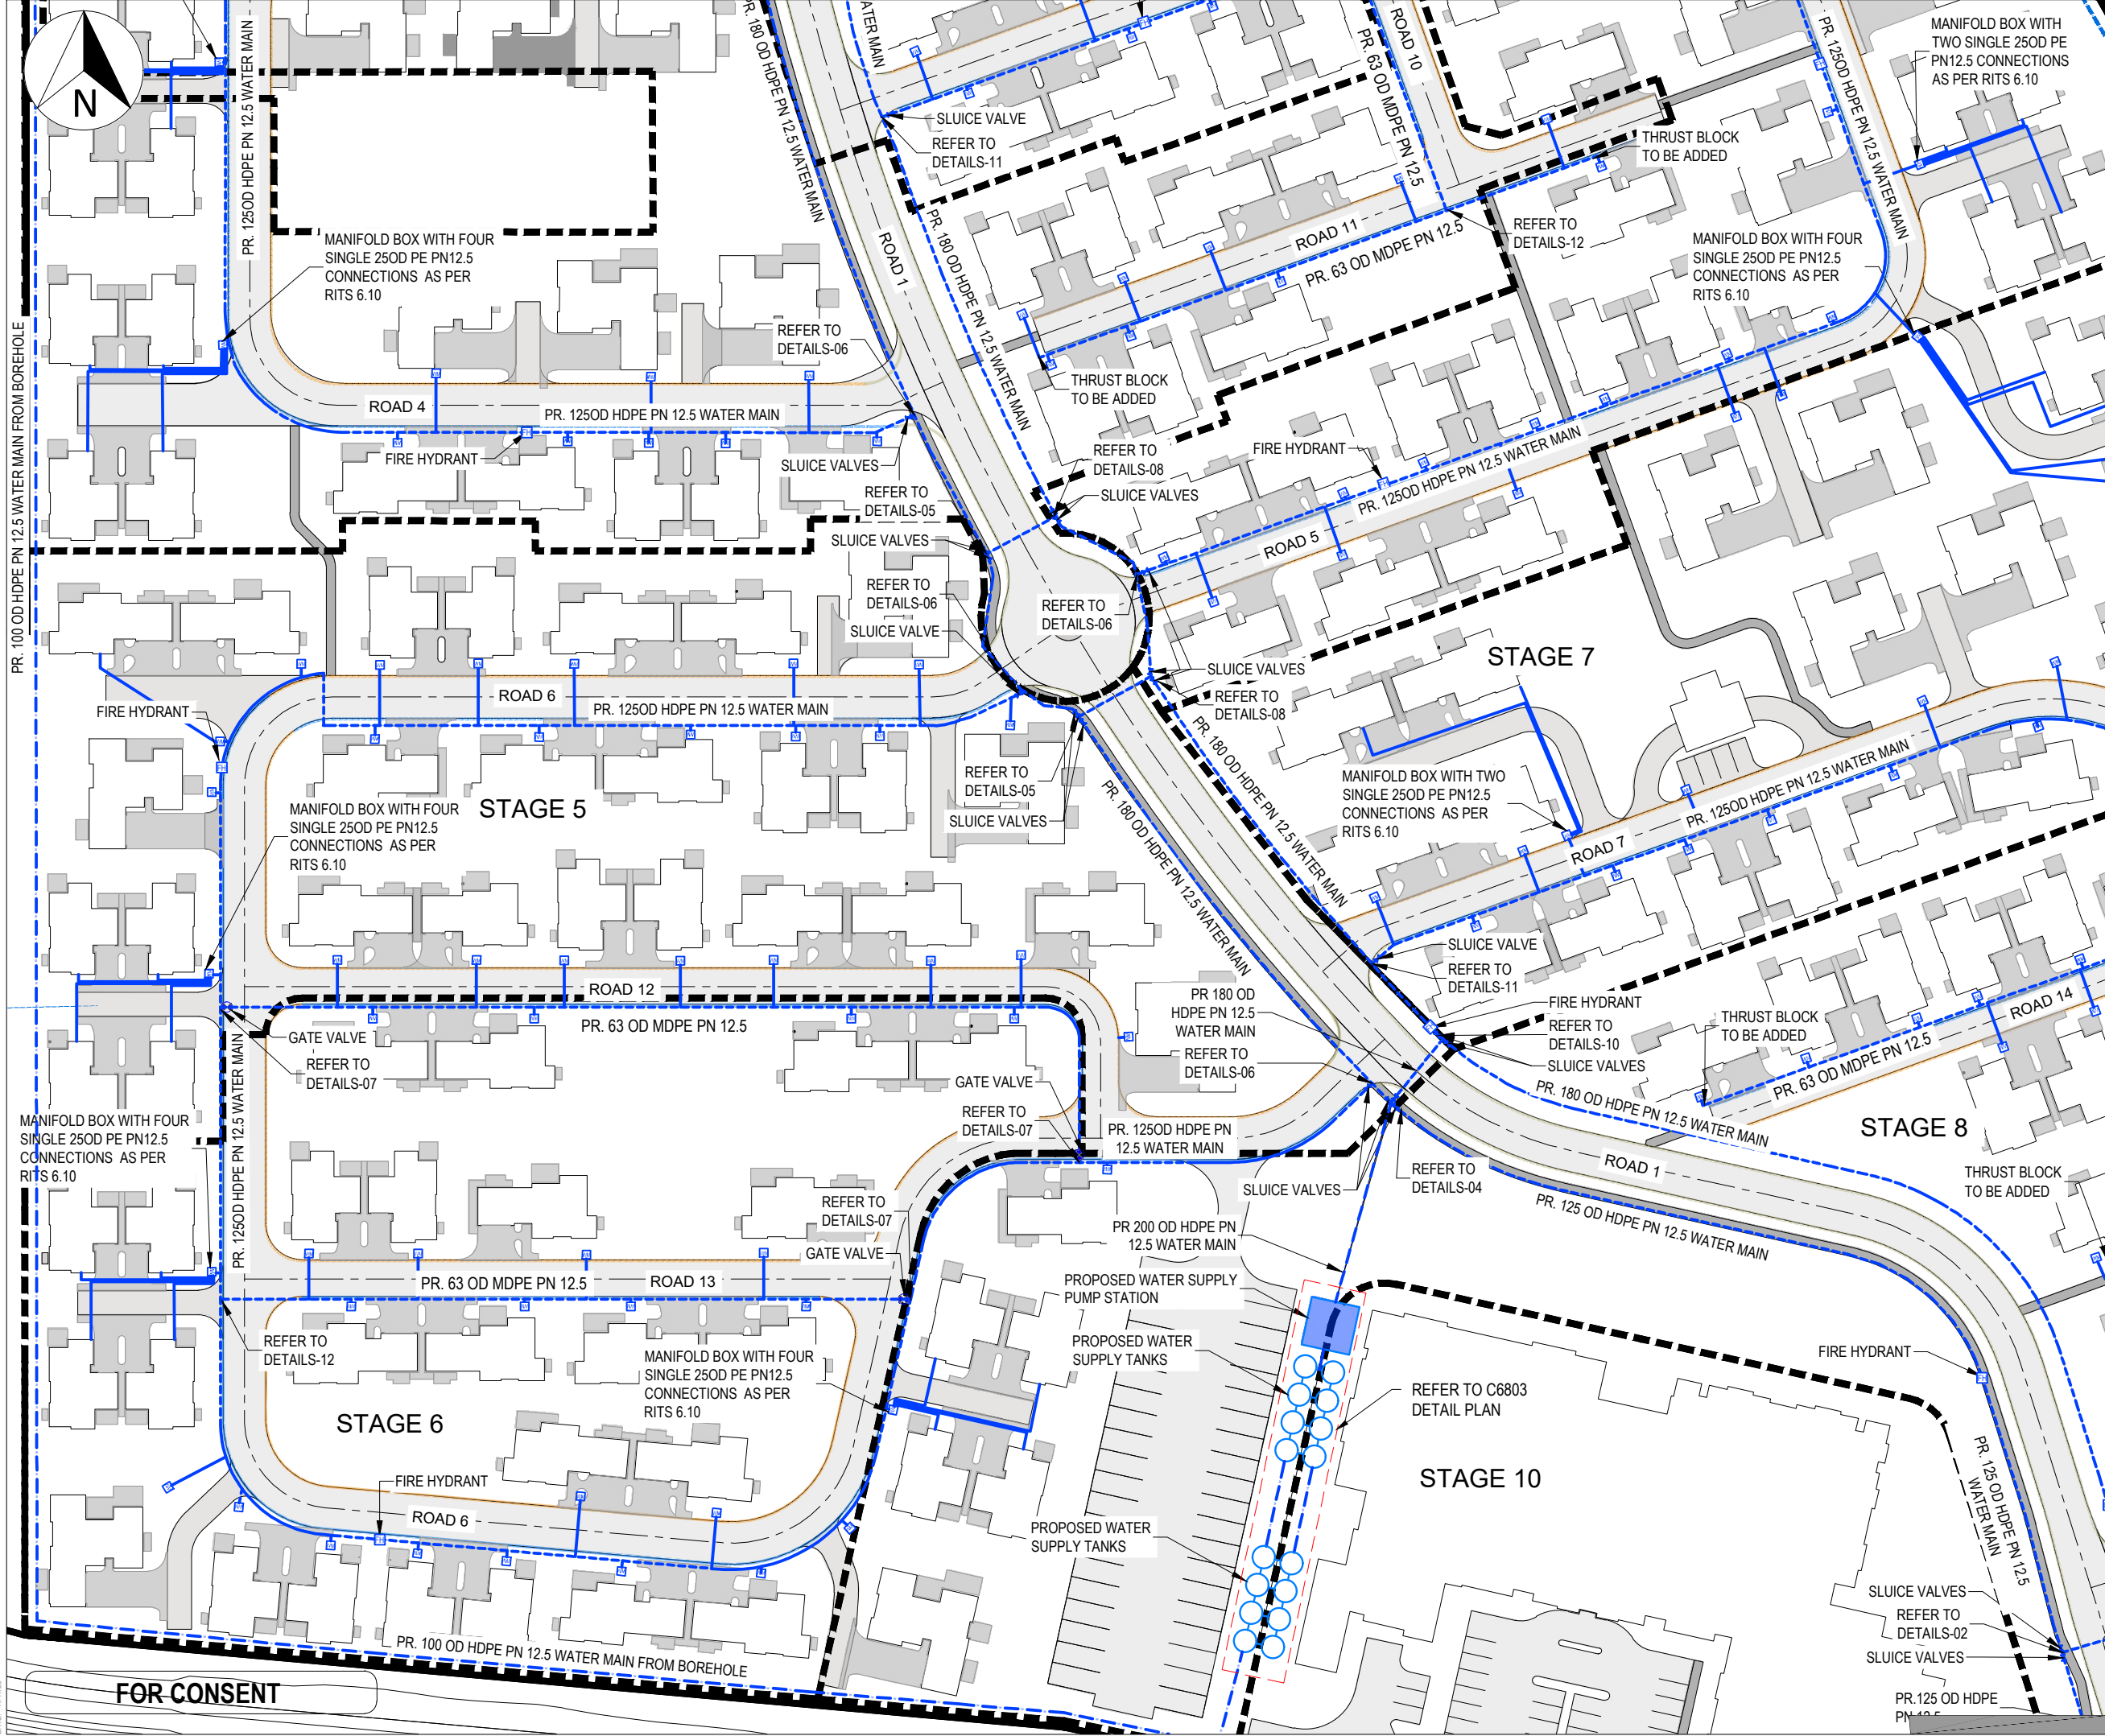 N
PR. 125OD HDPE PN 12.5 WATER MAIN
PR. 180 OD HDPE PN 12.5 WATER MAIN
ATER MAIN
SLUICE VALVE
REFER TO
DETAILS-11
PR. 63 OD MDPE PN 12.5
ROAD 10
THRUST BLOCK
TO BE ADDED
PR. 125OD HDPE PN 12.5 WATER MAIN
MANIFOLD BOX WITH
TWO SINGLE 25OD PE
PN12.5 CONNECTIONS
AS PER RITS 6.10
MANIFOLD BOX WITH FOUR
SINGLE 25OD PE PN12.5
CONNECTIONS AS PER
RITS 6.10
ROAD 1
PR. 180 OD HDPE PN 12.5 WATER MAIN
ROAD 11
PR. 63 OD MDPE PN 12.5
REFER TO
DETAILS-12
MANIFOLD BOX WITH FOUR
SINGLE 25OD PE PN12.5
CONNECTIONS AS PER
RITS 6.10
PR. 100 OD HDPE PN 12.5 WATER MAIN FROM BOREHOLE
REFER TO
DETAILS-06
THRUST BLOCK
TO BE ADDED
ROAD 4
PR. 125OD HDPE PN 12.5 WATER MAIN
FIRE HYDRANT
SLUICE VALVES
REFER TO
DETAILS-05
SLUICE VALVES
REFER TO
DETAILS-08
SLUICE VALVES
FIRE HYDRANT
PR. 125OD HDPE PN 12.5 WATER MAIN
ROAD 5
REFER TO
DETAILS-06
SLUICE VALVE
REFER TO
DETAILS-06
SLUICE VALVES
REFER TO
DETAILS-08
STAGE 7
ROAD 6
PR. 125OD HDPE PN 12.5 WATER MAIN
FIRE HYDRANT
STAGE 5
REFER TO
DETAILS-05
SLUICE VALVES
PR. 180 OD HDPE PN 12.5 WATER MAIN
PR. 180 OD HDPE PN 12.5 WATER MAIN
MANIFOLD BOX WITH TWO
SINGLE 25OD PE PN12.5
CONNECTIONS AS PER
RITS 6.10
PR. 125OD HDPE PN 12.5 WATER MAIN
ROAD 7
MANIFOLD BOX WITH FOUR
SINGLE 25OD PE PN12.5
CONNECTIONS AS PER
RITS 6.10
SLUICE VALVE
REFER TO
DETAILS-11
FIRE HYDRANT
REFER TO
DETAILS-10
SLUICE VALVES
ROAD 12
PR. 63 OD MDPE PN 12.5
PR 180 OD
HDPE PN 12.5
WATER MAIN
REFER TO
DETAILS-06
THRUST BLOCK
TO BE ADDED
ROAD 14
PR. 63 OD MDPE PN 12.5
GATE VALVE
REFER TO
DETAILS-07
GATE VALVE
REFER TO
DETAILS-07
PR. 125OD HDPE PN
12.5 WATER MAIN
PR. 180 OD HDPE PN 12.5 WATER MAIN
STAGE 8
MANIFOLD BOX WITH FOUR
SINGLE 25OD PE PN12.5
CONNECTIONS AS PER
RITS 6.10
PR. 125OD HDPE PN 12.5 WATER MAIN
SLUICE VALVES
REFER TO
DETAILS-04
ROAD 1
PR. 125 OD HDPE PN 12.5 WATER MAIN
THRUST BLOCK
TO BE ADDED
REFER TO
DETAILS-07
GATE VALVE
PR 200 OD HDPE PN
12.5 WATER MAIN
PR. 63 OD MDPE PN 12.5
ROAD 13
PROPOSED WATER SUPPLY
PUMP STATION
REFER TO
DETAILS-12
MANIFOLD BOX WITH FOUR
SINGLE 25OD PE PN12.5
CONNECTIONS AS PER
RITS 6.10
PROPOSED WATER
SUPPLY TANKS
FIRE HYDRANT
REFER TO C6803
DETAIL PLAN
STAGE 6
STAGE 10
FIRE HYDRANT
ROAD 6
PROPOSED WATER
SUPPLY TANKS
PR. 125 OD HDPE PN 12.5
WATER MAIN
SLUICE VALVES
REFER TO
DETAILS-02
SLUICE VALVES
PR. 100 OD HDPE PN 12.5 WATER MAIN FROM BOREHOLE
FOR CONSENT
PR.125 OD HDPE
PN 12.5